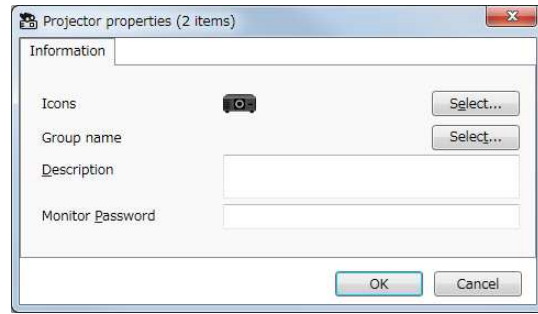 Projector properties (2 items)
Information
Icons Select...
Group name Select...
Description
Monitor Password
OK Cancel